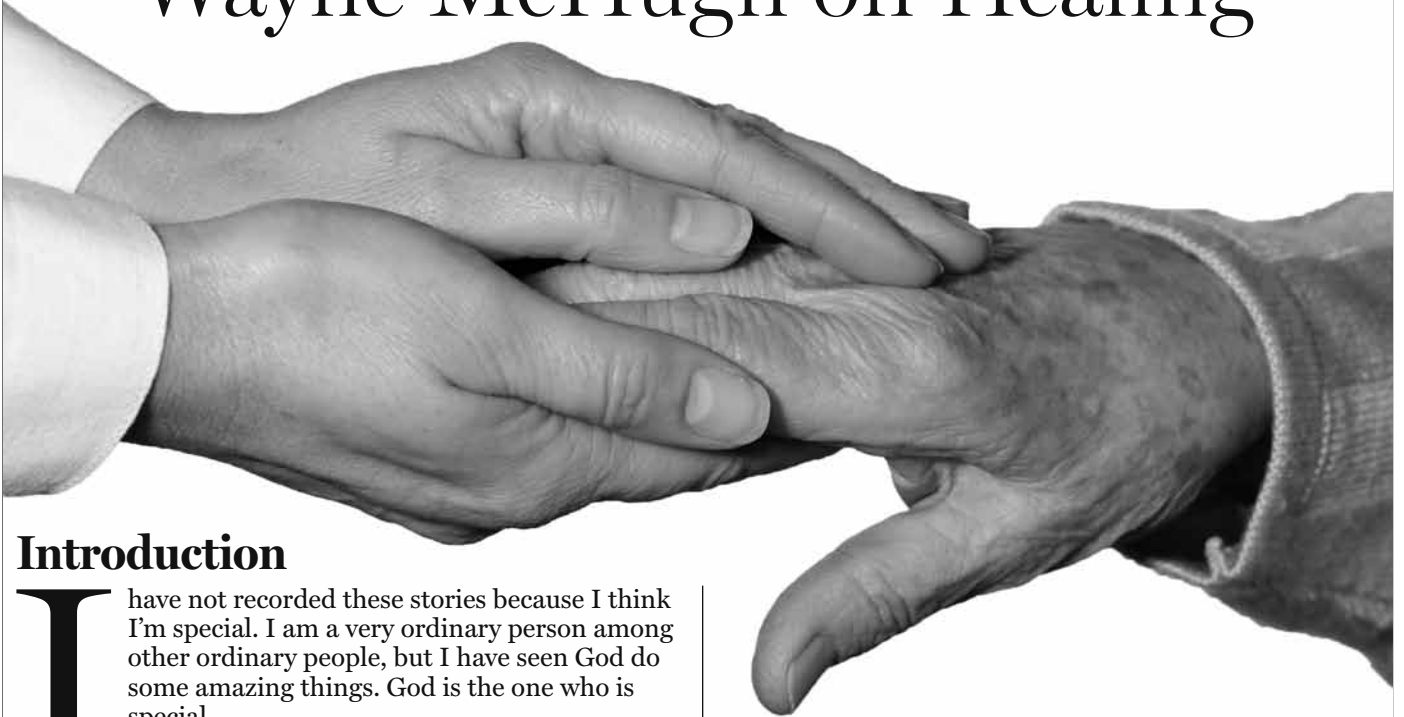 Wayne McHugh on Healing
Introduction
I have not recorded these stories because I think
I'm special. I am a very ordinary person among
other ordinary people, but I have seen God do
some amazing things. God is the one who is
special.